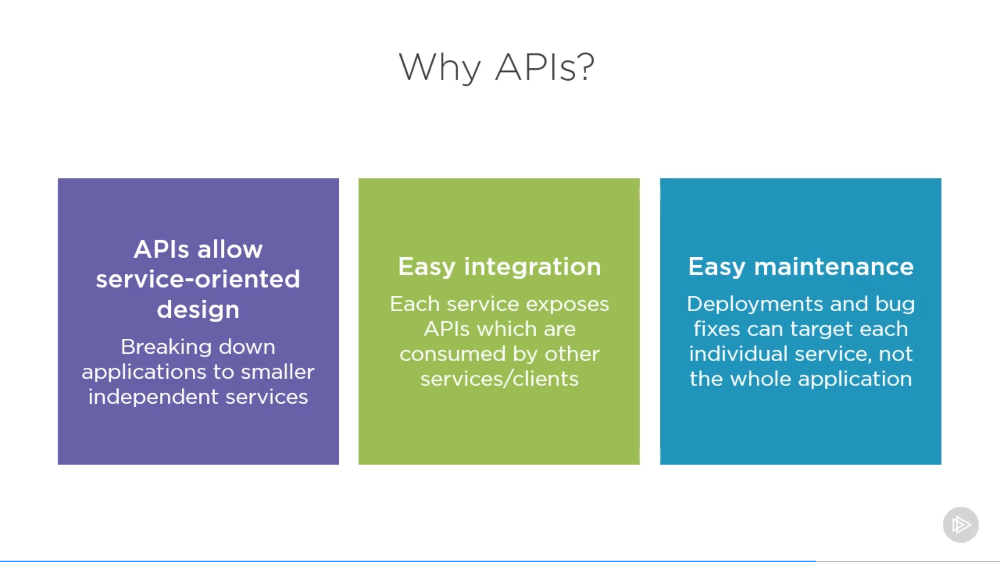 Why APIs?
APIs allow
service-oriented
design
Breaking down
applications to smaller
independent services
Easy integration
Each service exposes
APIs which are
consumed by other
services/clients
Easy maintenance
Deployments and bug
fixes can target each
individual service, not
the whole application